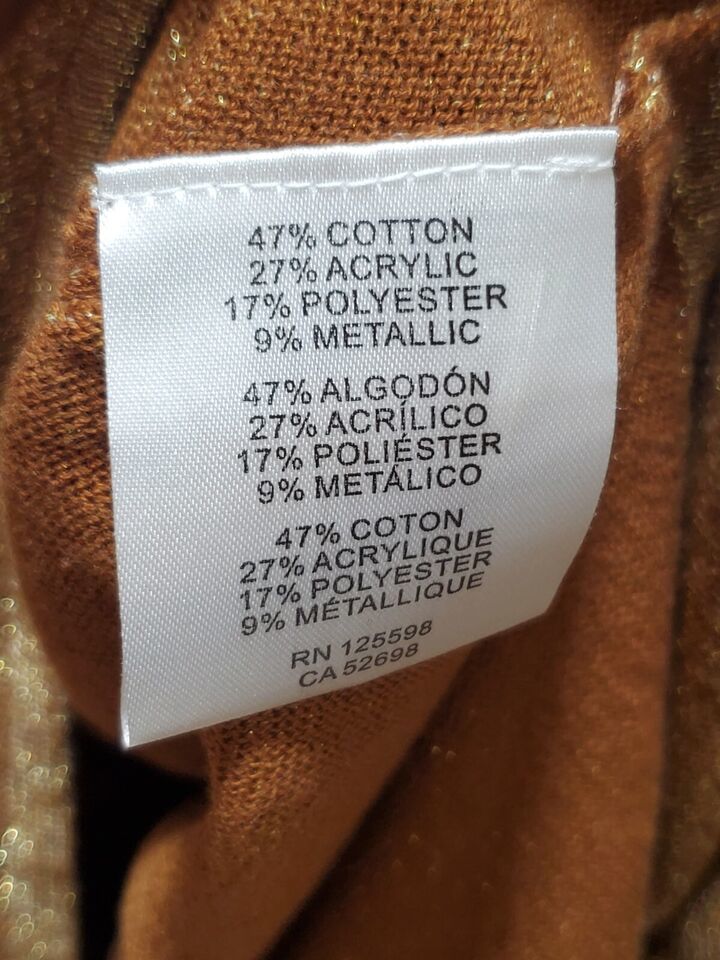 47% COTTON
27% ACRYLIC
17% POLYESTER
9% METALLIC
47% ALGODÓN
27% ACRÍLICO
17% POLIÉSTER
9% METÁLICO
47% COTON
27% ACRYLIQUE
17% POLYESTER
9% MÉTALLIQUE
RN 125598
CA 52698